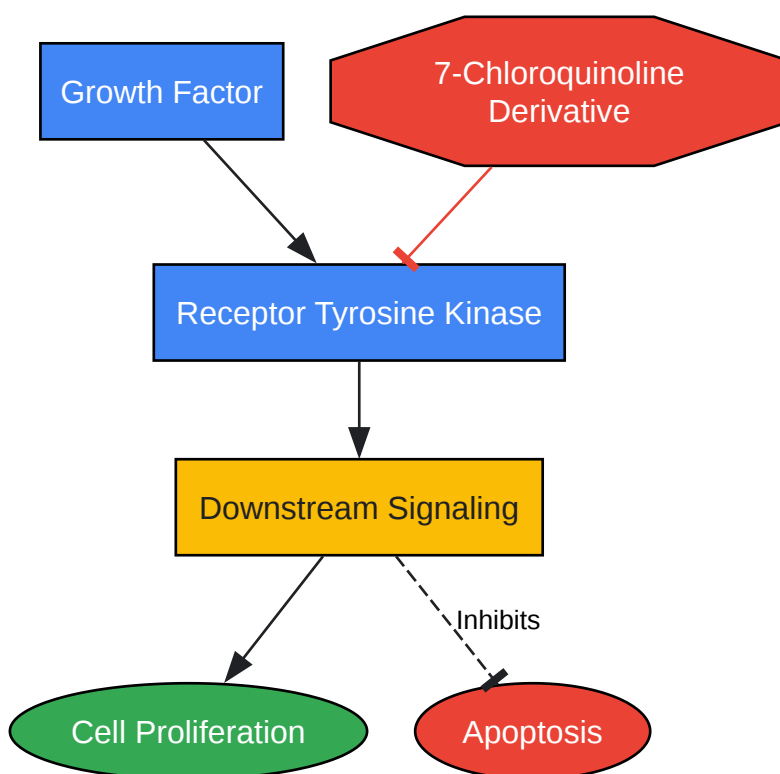 Growth Factor
7-Chloroquinoline
Derivative
Receptor Tyrosine Kinase
Downstream Signaling
Inhibits
Cell Proliferation
Apoptosis